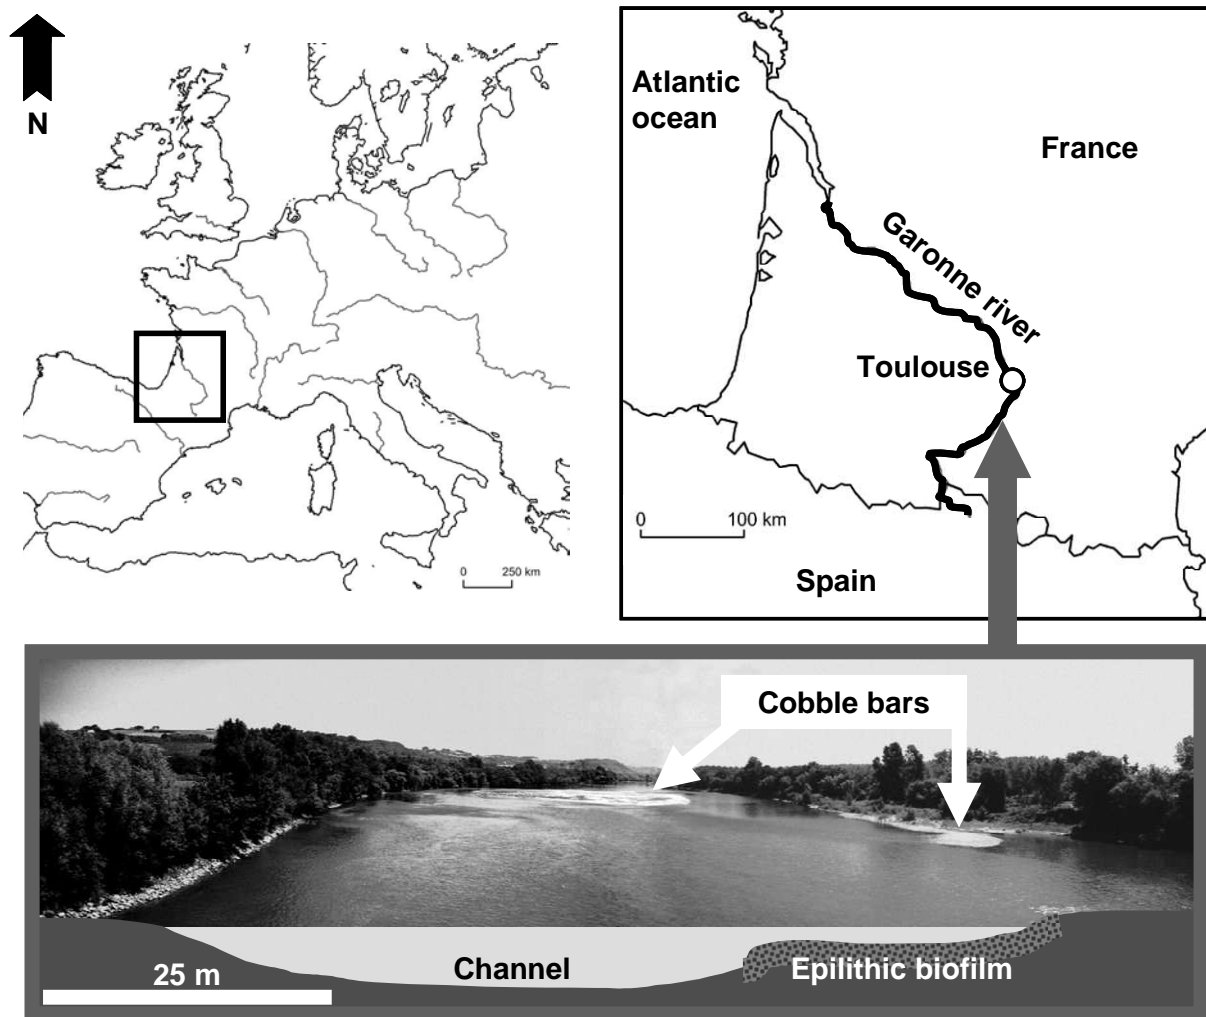 N
0 250 km
Atlantic
ocean
France
Garonne river
Toulouse
0 100 km
Spain
Cobble bars
25 m
Channel
Epilithic biofilm